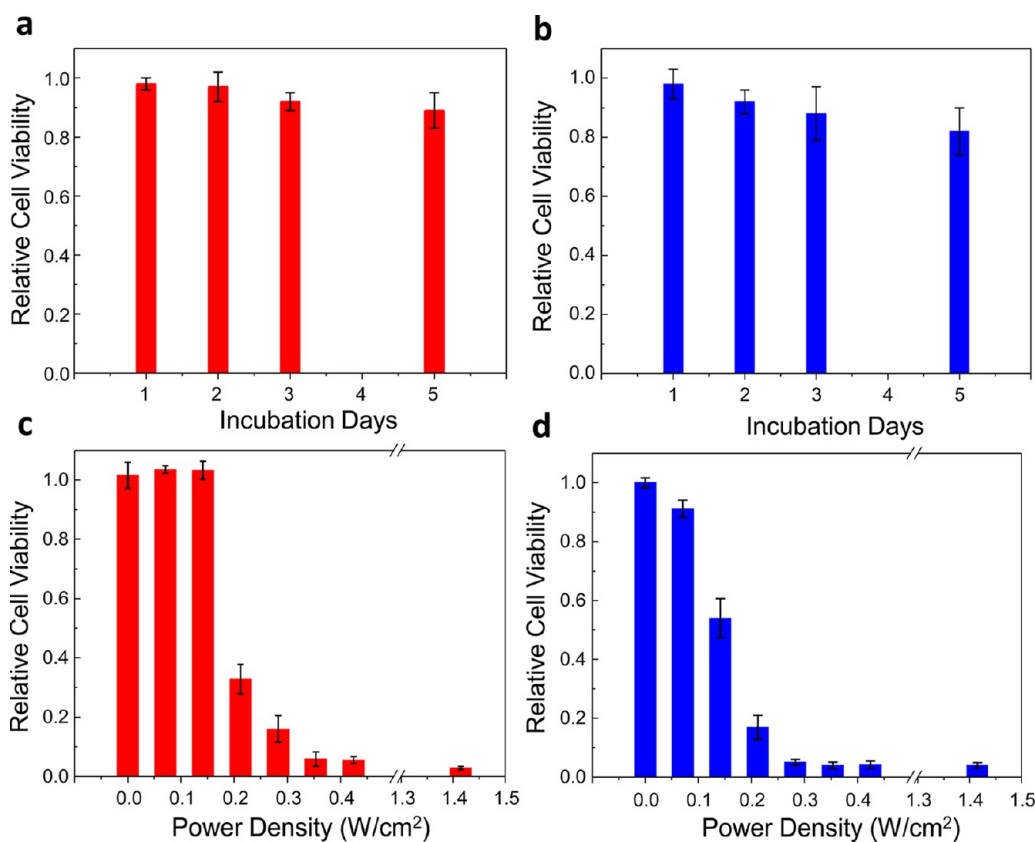 a
Relative Cell Viability
1.0
0.8
0.6
0.4
0.2
0.0
1 2 3 4 5
Incubation Days
b
Relative Cell Viability
1.0
0.8
0.6
0.4
0.2
0.0
1 2 3 4 5
Incubation Days
c
Relative Cell Viability
1.0
0.8
0.6
0.4
0.2
0.0
0.0 0.1 0.2 0.3 0.4 1.3 1.4 1.5
Power Density (W/cm²)
d
Relative Cell Viability
1.0
0.8
0.6
0.4
0.2
0.0
0.0 0.1 0.2 0.3 0.4 1.3 1.4 1.5
Power Density (W/cm²)